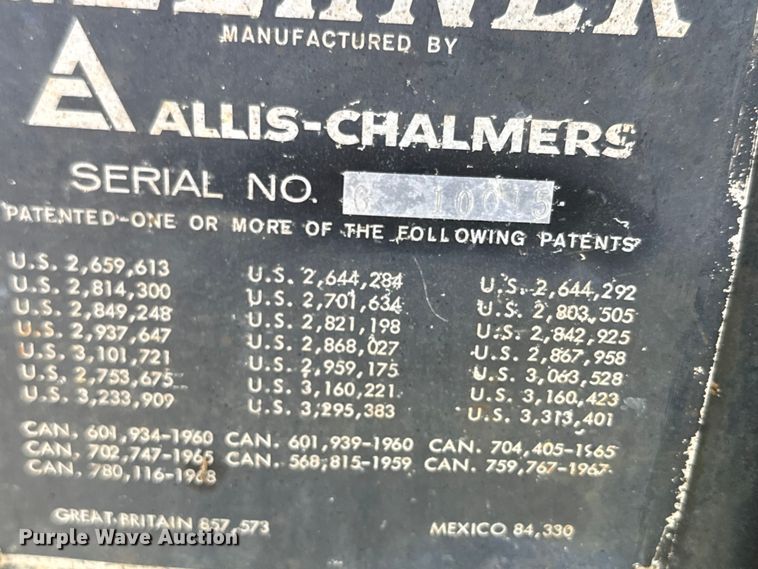 MANUFACTURED BY
ALLIS-CHALMERS
SERIAL NO. G
PATENTED-ONE OR MORE OF THE FOLLOWING PATENTS
U.S. 2,659,613 U.S. 2,644,284 U.S. 2,644,292
U.S. 2,814,300 U.S. 2,701,634 U.S. 2,803,505
U.S. 2,849,248 U.S. 2,821,198 U.S. 2,842,925
U.S. 2,937,647 U.S. 2,868,027 U.S. 2,867,958
U.S. 3,101,721 U.S. 2,959,175 U.S. 3,063,528
U.S. 2,753,675 U.S. 3,160,221 U.S. 3,160,423
U.S. 3,233,909 U.S. 3,295,383 U.S. 3,313,401
CAN. 601,934-1960 CAN. 601,939-1960 CAN. 704,405-1965
CAN. 702,747-1965 CAN. 568,815-1959 CAN. 759,767-1967
CAN. 780,116-1968
GREAT BRITAIN 857,573 MEXICO 84,330
Purple Wave Auction